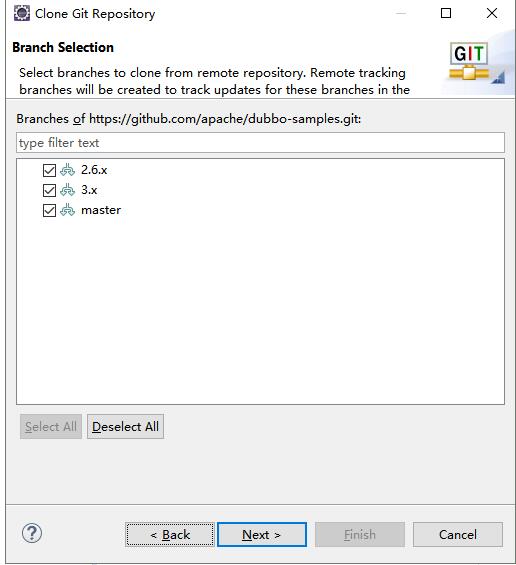 Clone Git Repository
Branch Selection
GIT
Select branches to clone from remote repository. Remote tracking
branches will be created to track updates for these branches in the
Branches of https://github.com/apache/dubbo-samples.git:
type filter text
2.6.x
3.x
master
Select All Deselect All
? < Back Next > Finish Cancel